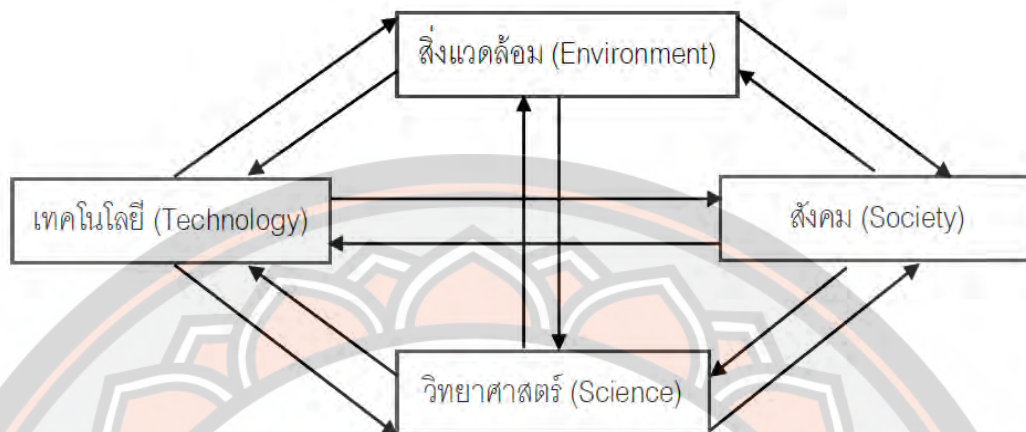 สิ่งแวดล้อม (Environment)
เทคโนโลยี (Technology)
สังคม (Society)
วิทยาศาสตร์ (Science)